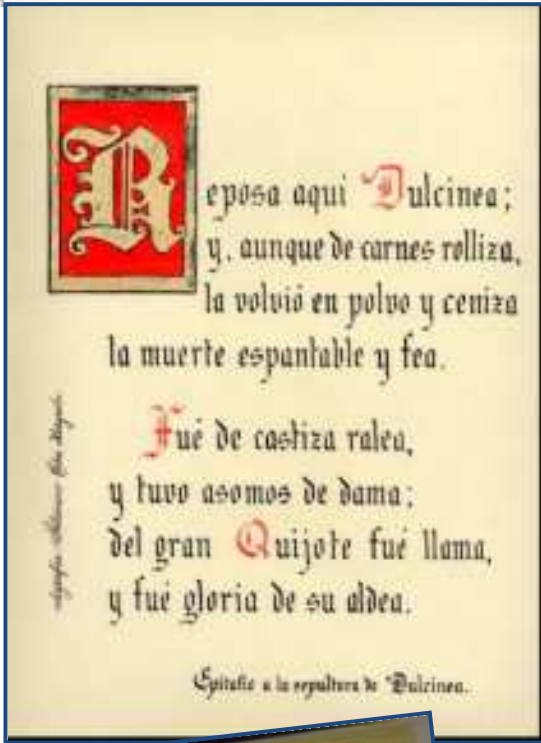 Reposa aqui Dulcinea;
y, aunque de carnes rolliza,
la volvió en polvo y ceniza
la muerte espantable y fea.
Fué de castiza ralea,
y tuvo asomos de dama;
del gran Quijote fué llama,
y fué gloria de su aldea.
Epitafio a la sepultura de Dulcinea.